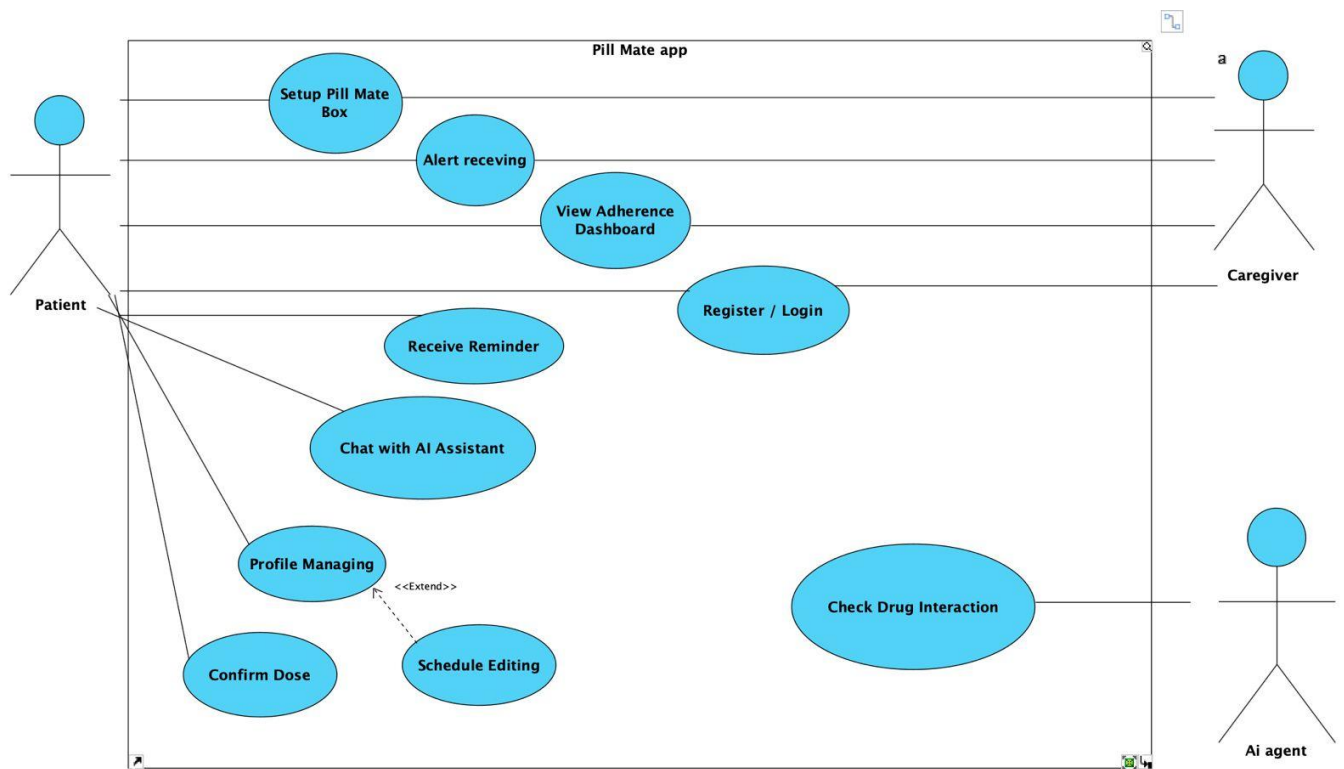 Pill Mate app
a
Setup Pill Mate
Box
Alert receving
View Adherence
Dashboard
Caregiver
Patient
Register / Login
Receive Reminder
Chat with AI Assistant
Profile Managing
<<Extend>>
Check Drug Interaction
Schedule Editing
Confirm Dose
Ai agent